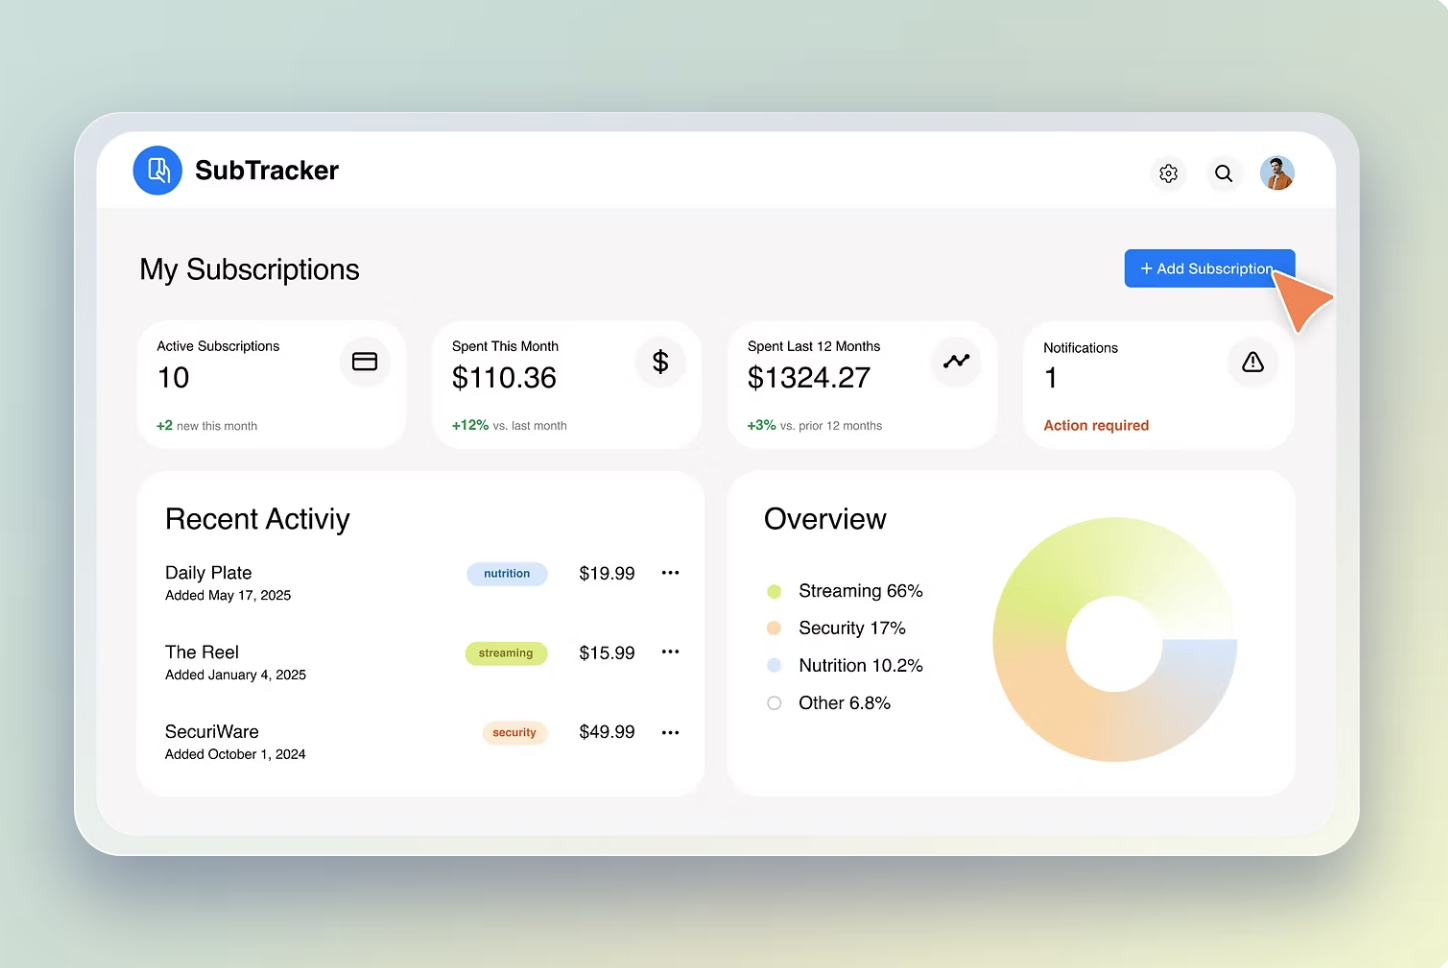 SubTracker
My Subscriptions
+ Add Subscription
Active Subscriptions
10
+2 new this month
Spent This Month
$110.36
+12% vs. last month
Spent Last 12 Months
$1324.27
+3% vs. prior 12 months
Notifications
1
Action required
Recent Activiy
Daily Plate
Added May 17, 2025
nutrition
$19.99
The Reel
Added January 4, 2025
streaming
$15.99
SecuriWare
Added October 1, 2024
security
$49.99
Overview
Streaming 66%
Security 17%
Nutrition 10.2%
Other 6.8%